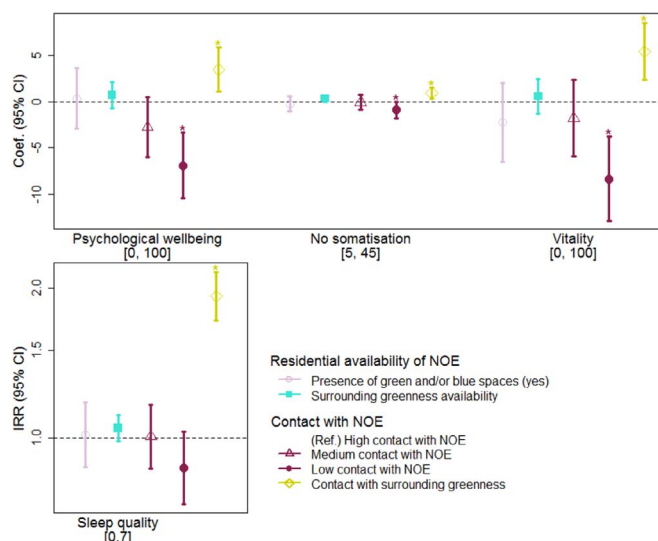 Coef. (95% CI)
5
0
-5
-10
* * * * * *
Psychological wellbeing
[0, 100]
No somatisation
[5, 45]
Vitality
[0, 100]
IRR (95% CI)
2.0
1.5
1.0
*
Sleep quality
[0,7]
Residential availability of NOE
Presence of green and/or blue spaces (yes)
Surrounding greenness availability
Contact with NOE
(Ref.) High contact with NOE
Medium contact with NOE
Low contact with NOE
Contact with surrounding greenness